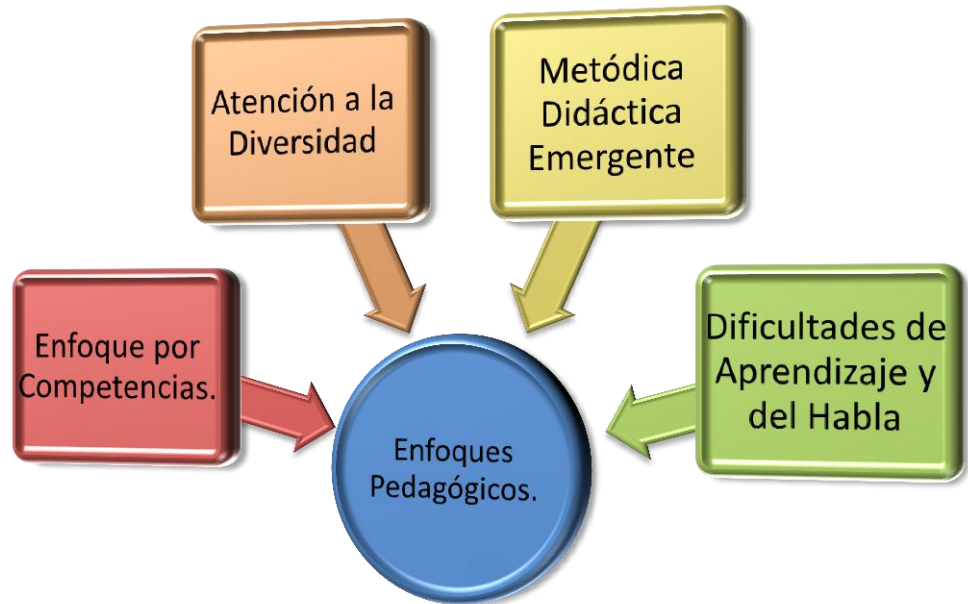 Atención a la
Diversidad
Metódica
Didáctica
Emergente
Enfoque por
Competencias.
Dificultades de
Aprendizaje y
del Habla
Enfoques
Pedagógicos.